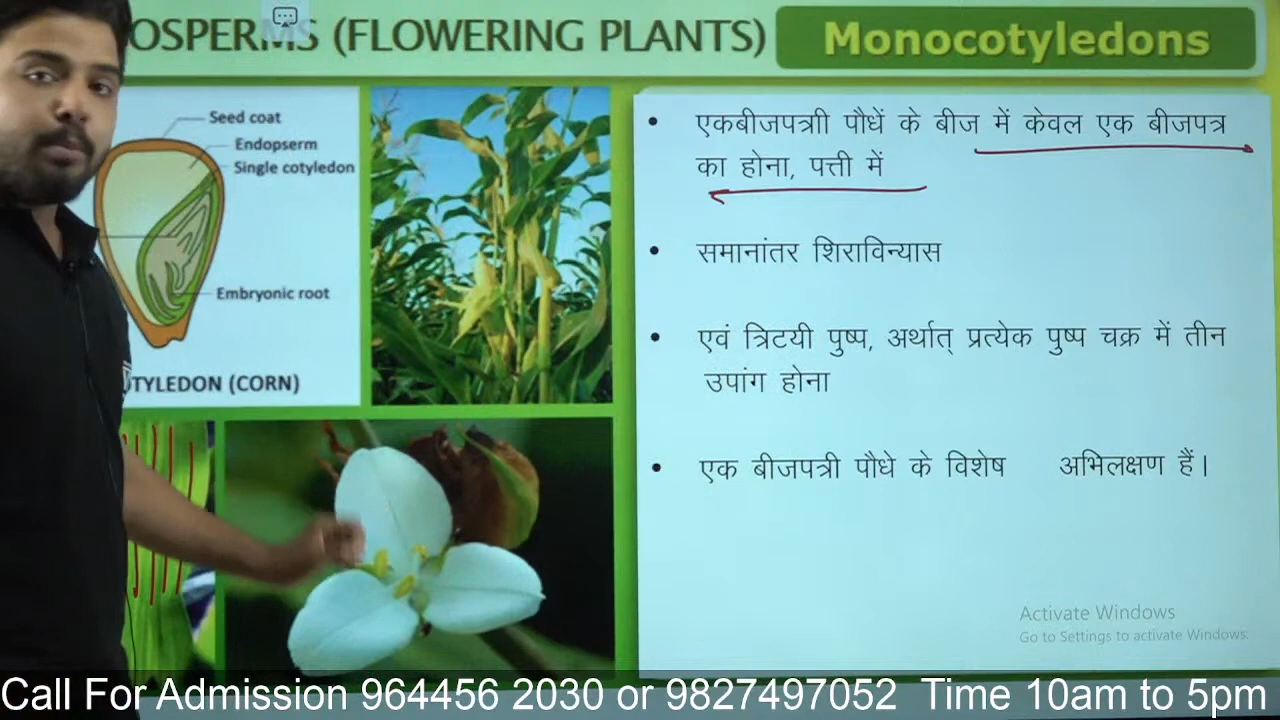 OSPERMS (FLOWERING PLANTS)
Monocotyledons
Seed coat
Endosperm
Single cotyledon
Embryonic root
TYLEDON (CORN)
• एकबीजपत्राी पौधें के बीज में केवल एक बीजपत्र
का होना, पत्ती में
• समानांतर शिराविन्यास
• एवं त्रिटयी पुष्प, अर्थात् प्रत्येक पुष्प चक्र में तीन
उपांग होना
• एक बीजपत्री पौधे के विशेष अभिलक्षण हैं।
Activate Windows
Go to Settings to activate Windows.
Call For Admission 964456 2030 or 9827497052 Time 10am to 5pm